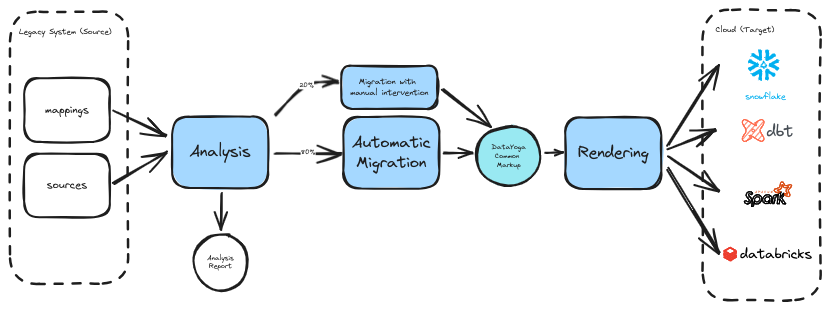 Legacy System (Source)
mappings
sources
Analysis
Analysis
Report
20%
80%
Migration with
manual intervention
Automatic
Migration
DataYoga
Common
Markup
Rendering
Cloud (Target)
snowflake
dbt
APACHE
Spark
databricks